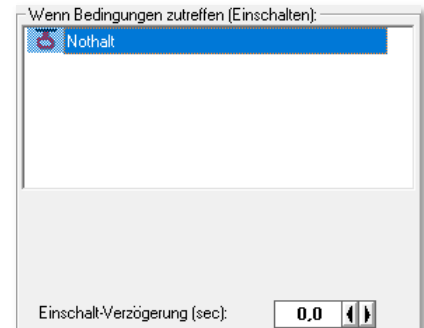 Wenn Bedingungen zutreffen (Einschalten):
Nothalt
Einschalt-Verzögerung (sec): 0,0